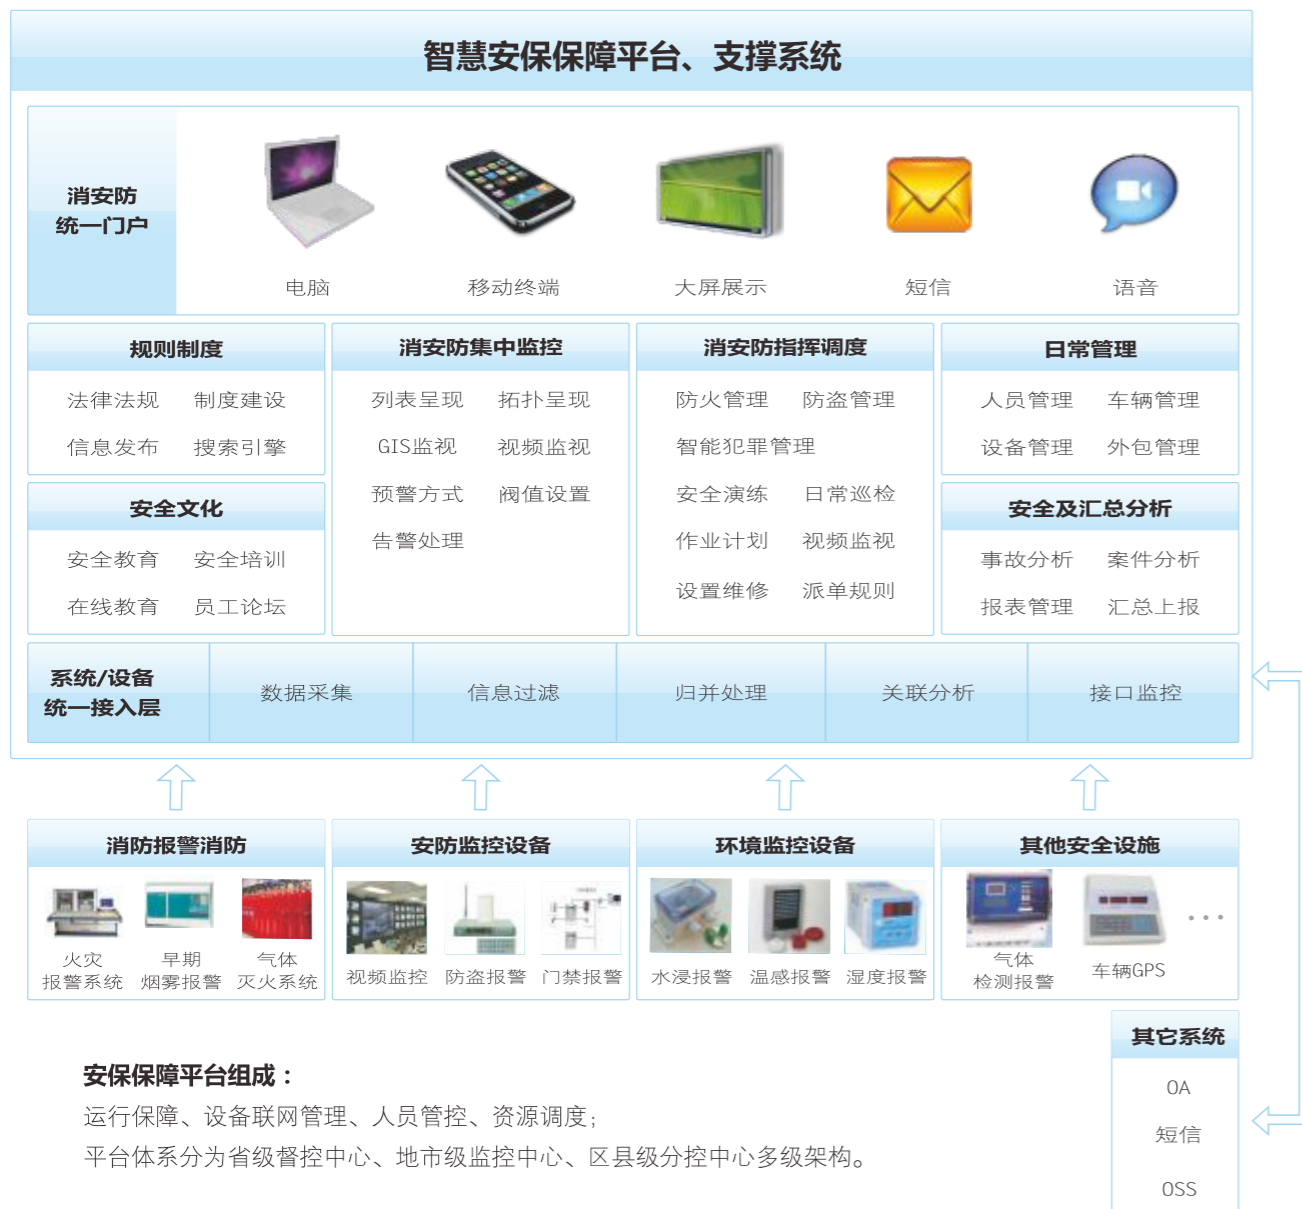 智慧安保保障平台、支撑系统
消安防
统一门户
电脑
移动终端
大屏展示
短信
语音
规则制度
法律法规 制度建设
信息发布 搜索引擎
安全文化
安全教育 安全培训
在线教育 员工论坛
消安防集中监控
列表呈现 拓扑呈现
GIS监视 视频监视
预警方式 阀值设置
告警处理
消安防指挥调度
防火管理 防盗管理
智能犯罪管理
安全演练 日常巡检
作业计划 视频监视
设置维修 派单规则
日常管理
人员管理 车辆管理
设备管理 外包管理
安全及汇总分析
事故分析 案件分析
报表管理 汇总上报
系统/设备
统一接入层
数据采集
信息过滤
归并处理
关联分析
接口监控
消防报警消防
火灾
报警系统
早期
烟雾报警
气体
灭火系统
安防监控设备
视频监控
防盗报警
门禁报警
环境监控设备
水浸报警
温感报警
湿度报警
其他安全设施
气体
检测报警
车辆GPS
···
其它系统
OA
短信
OSS
安保保障平台组成：
运行保障、设备联网管理、人员管控、资源调度;
平台体系分为省级督控中心、地市级监控中心、区县级分控中心多级架构。